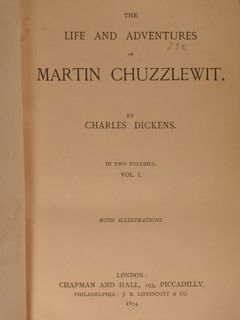 THE
LIFE AND ADVENTURES
OF
MARTIN CHUZZLEWIT.
BY
CHARLES DICKENS.
IN TWO VOLUMES.
VOL. I.
WITH ILLUSTRATIONS.
LONDON:
CHAPMAN AND HALL, 193, PICCADILLY.
PHILADELPHIA: J. B. LIPPINCOTT & CO.
1874.